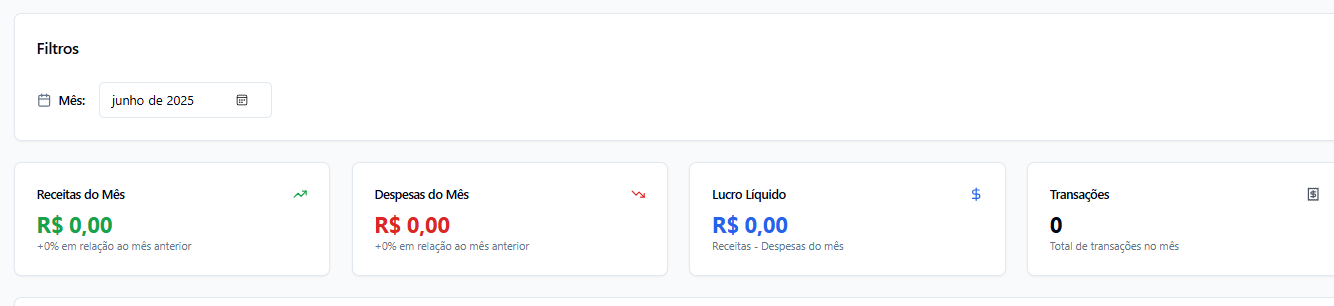 Filtros
Mês: junho de 2025
Receitas do Mês
R$ 0,00
+0% em relação ao mês anterior
Despesas do Mês
R$ 0,00
+0% em relação ao mês anterior
Lucro Líquido
R$ 0,00
Receitas - Despesas do mês
Transações
0
Total de transações no mês